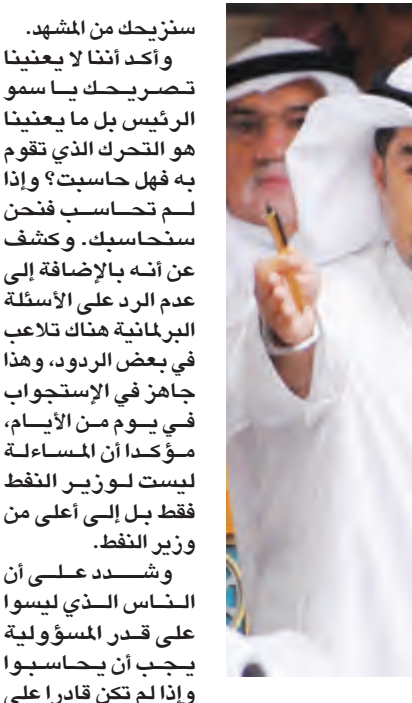 سنزيحك من المشهد.
وأكد أننا لا يعنينا
تصريحك يا سمو
الرئيس بل ما يعنينا
هو التحرك الذي تقوم
به فهل حاسبت؟ وإذا
لم تحاسب فنحن
سنحاسبك. وكشف
عن أنه بالإضافة إلى
عدم الرد على الأسئلة
البرلمانية هناك تلاعب
في بعض الردود، وهذا
جاهز في الإستجواب
في يوم من الأيام،
مؤكدا أن المساءلة
ليست لوزير النفط
فقط بل إلى أعلى من
وزير النفط.
وشدد على أن
الناس الذي ليسوا
على قدر المسؤولية
يجب أن يحاسبوا
وإذا لم تكن قادرا على